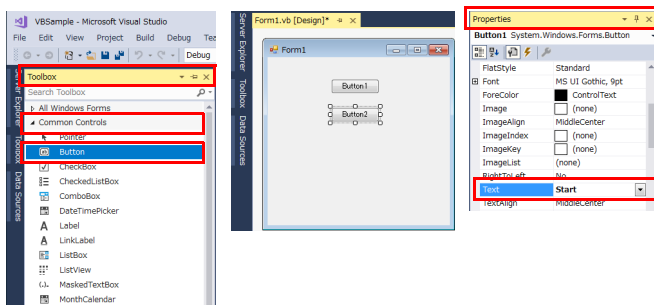 VBSample - Microsoft Visual Studio
File Edit View Project Build Debug Tea
Debug
Toolbox
Search Toolbox
All Windows Forms
Common Controls
Pointer
Button
CheckBox
CheckedListBox
ComboBox
DateTimePicker
Label
LinkLabel
ListBox
ListView
MaskedTextBox
MonthCalendar
Server Explorer
Toolbox
Data Sources
Form1.vb [Design]*
Form1
Button1
Button2
Server Explorer
Toolbox
Data Sources
Properties
Button1 System.Windows.Forms.Button
FlatStyle Standard
Font MS UI Gothic, 9pt
ForeColor ControlText
Image (none)
ImageAlign MiddleCenter
ImageIndex (none)
ImageKey (none)
ImageList (none)
RightToLeft No
Text Start
TextAlign MiddleCenter